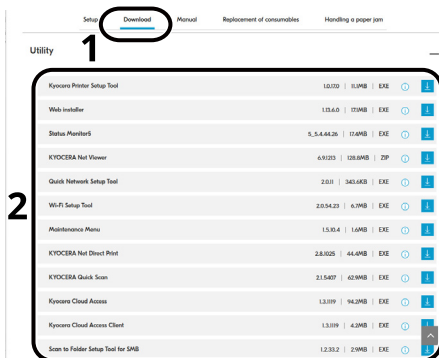 Setup Download Manual Replacement of consumables Handling a paper jam
1
Utility
2
Kyocera Printer Setup Tool 1.0.17.0 | 11.1MB | EXE
Web installer 1.13.6.0 | 17.1MB | EXE
Status Monitor5 5_5.4.44.26 | 17.4MB | EXE
KYOCERA Net Viewer 6.9.1213 | 128.8MB | ZIP
Quick Network Setup Tool 2.0.11 | 343.6KB | EXE
Wi-Fi Setup Tool 2.0.54.23 | 6.7MB | EXE
Maintenance Menu 1.5.10.4 | 1.6MB | EXE
KYOCERA Net Direct Print 2.8.1025 | 44.4MB | EXE
KYOCERA Quick Scan 2.1.5407 | 62.9MB | EXE
Kyocera Cloud Access 1.3.1119 | 94.2MB | EXE
Kyocera Cloud Access Client 1.3.1119 | 4.2MB | EXE
Scan to Folder Setup Tool for SMB 1.2.33.2 | 2.9MB | EXE